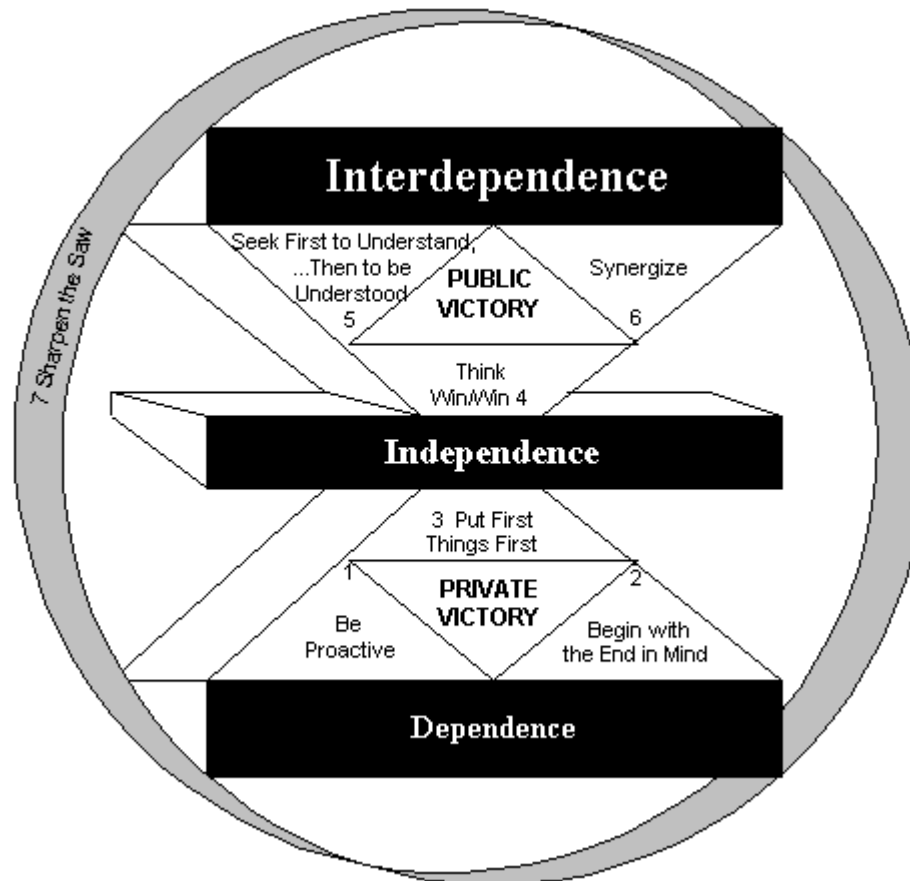 Interdependence
Seek First to Understand,
...Then to be
Understood
5
PUBLIC
VICTORY
Synergize
6
Think
Win/Win 4
7 Sharpen the Saw
Independence
3 Put First
Things First
1
2
PRIVATE
VICTORY
Be
Proactive
Begin with
the End in Mind
Dependence